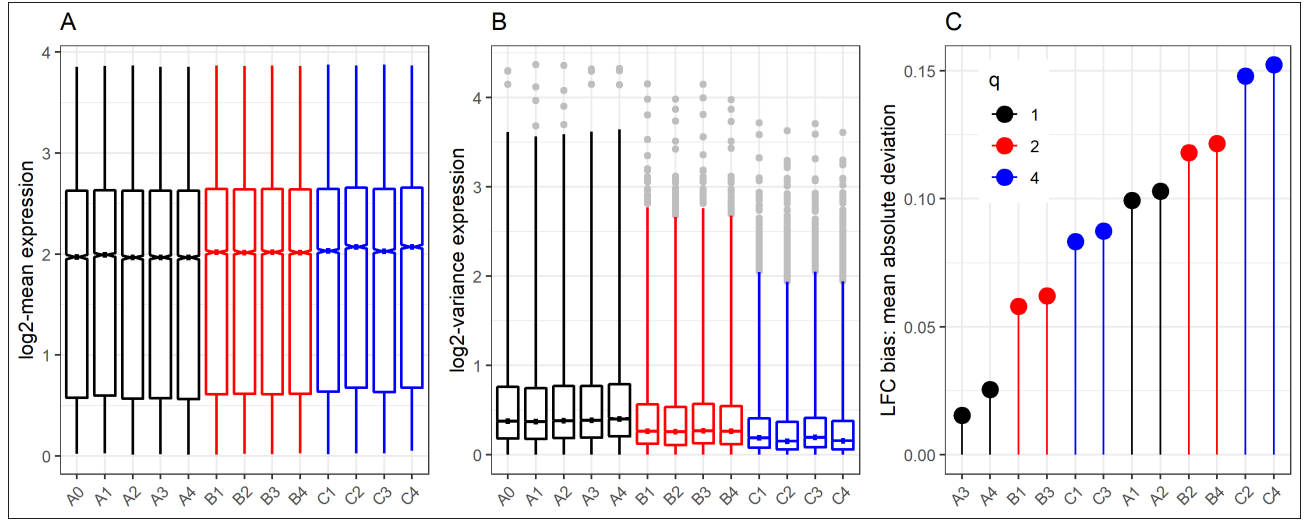 A
log2-mean expression
4
3
2
1
0
A0 A1 A2 A3 A4 B1 B2 B3 B4 C1 C2 C3 C4
B
log2-variance expression
4
3
2
1
0
A0 A1 A2 A3 A4 B1 B2 B3 B4 C1 C2 C3 C4
C
LFC bias: mean absolute deviation
0.15
0.10
0.05
0.00
q
1
2
4
A3 A4 B1 B3 C1 C3 A1 A2 B2 B4 C2 C4